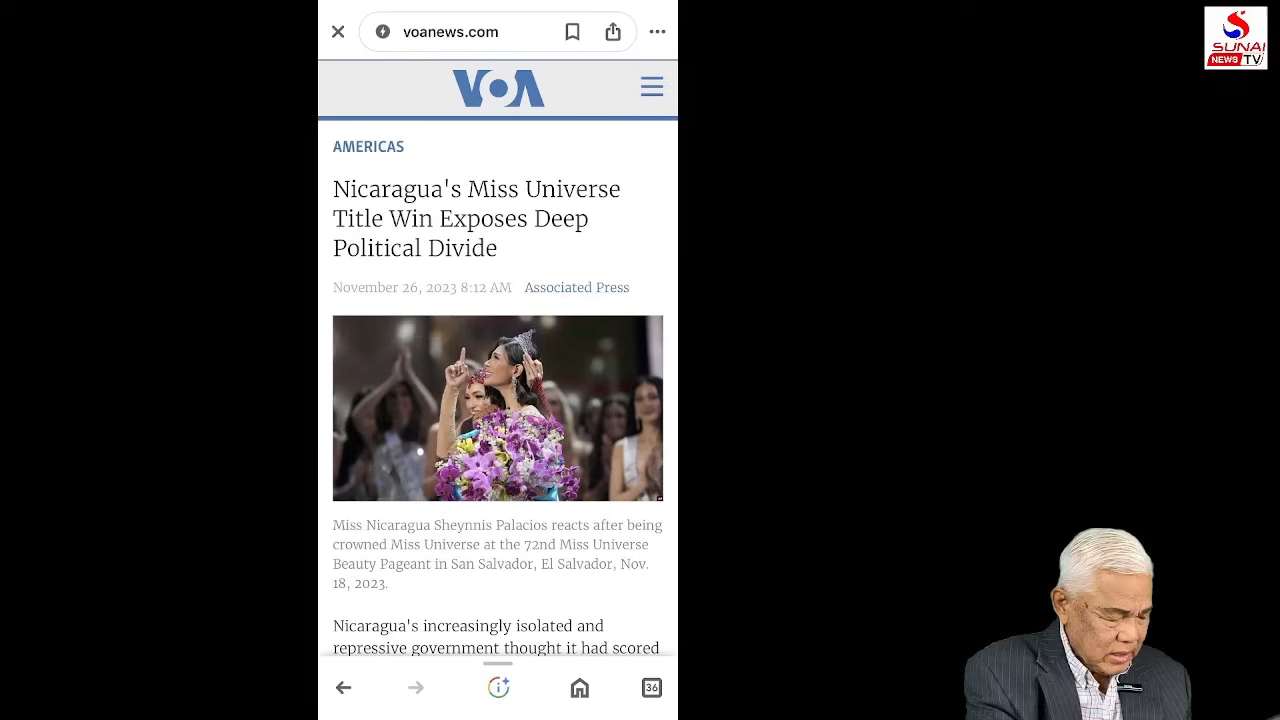 voanews.com
SUNAI
NEWS TV
VOA
AMERICAS
Nicaragua's Miss Universe
Title Win Exposes Deep
Political Divide
November 26, 2023 8:12 AM Associated Press
Miss Nicaragua Sheynnis Palacios reacts after being
crowned Miss Universe at the 72nd Miss Universe
Beauty Pageant in San Salvador, El Salvador, Nov.
18, 2023.
Nicaragua's increasingly isolated and
repressive government thought it had scored
36